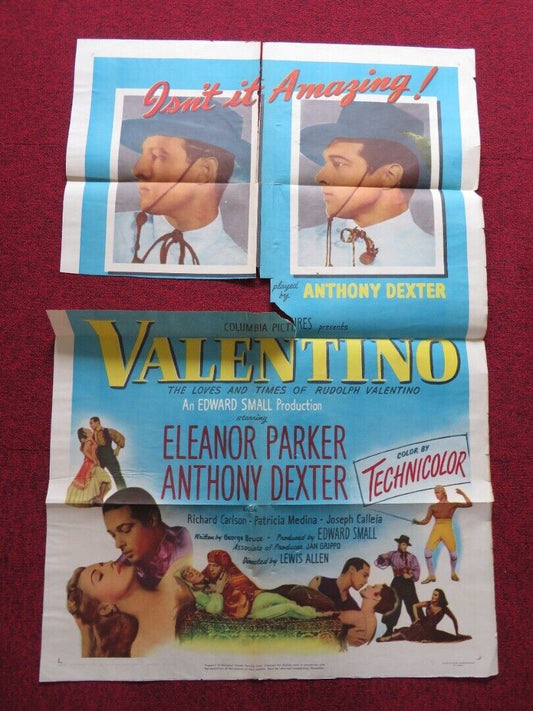 Isn't it Amazing!
played by ANTHONY DEXTER
COLUMBIA PICTURES presents
VALENTINO
THE LOVES AND TIMES OF RUDOLPH VALENTINO
An EDWARD SMALL Production
starring
ELEANOR PARKER
ANTHONY DEXTER
COLOR BY
TECHNICOLOR
with
Richard Carlson - Patricia Medina - Joseph Calleia
Written by GEORGE BRUCE - Produced by EDWARD SMALL
Associate of Producer JAN GRIPPO
Directed by LEWIS ALLEN